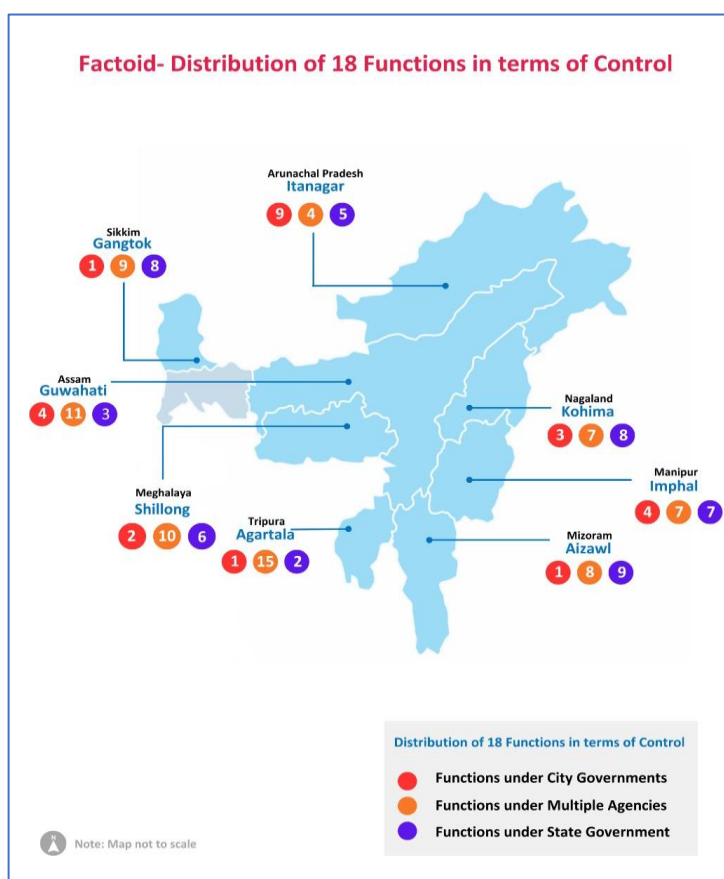 Factoid- Distribution of 18 Functions in terms of Control
Arunachal Pradesh
Itanagar
9 4 5
Sikkim
Gangtok
1 9 8
Assam
Guwahati
4 11 3
Nagaland
Kohima
3 7 8
Manipur
Imphal
4 7 7
Meghalaya
Shillong
2 10 6
Tripura
Agartala
1 15 2
Mizoram
Aizawl
1 8 9
Distribution of 18 Functions in terms of Control
Functions under City Governments
Functions under Multiple Agencies
Functions under State Government
N
Note: Map not to scale